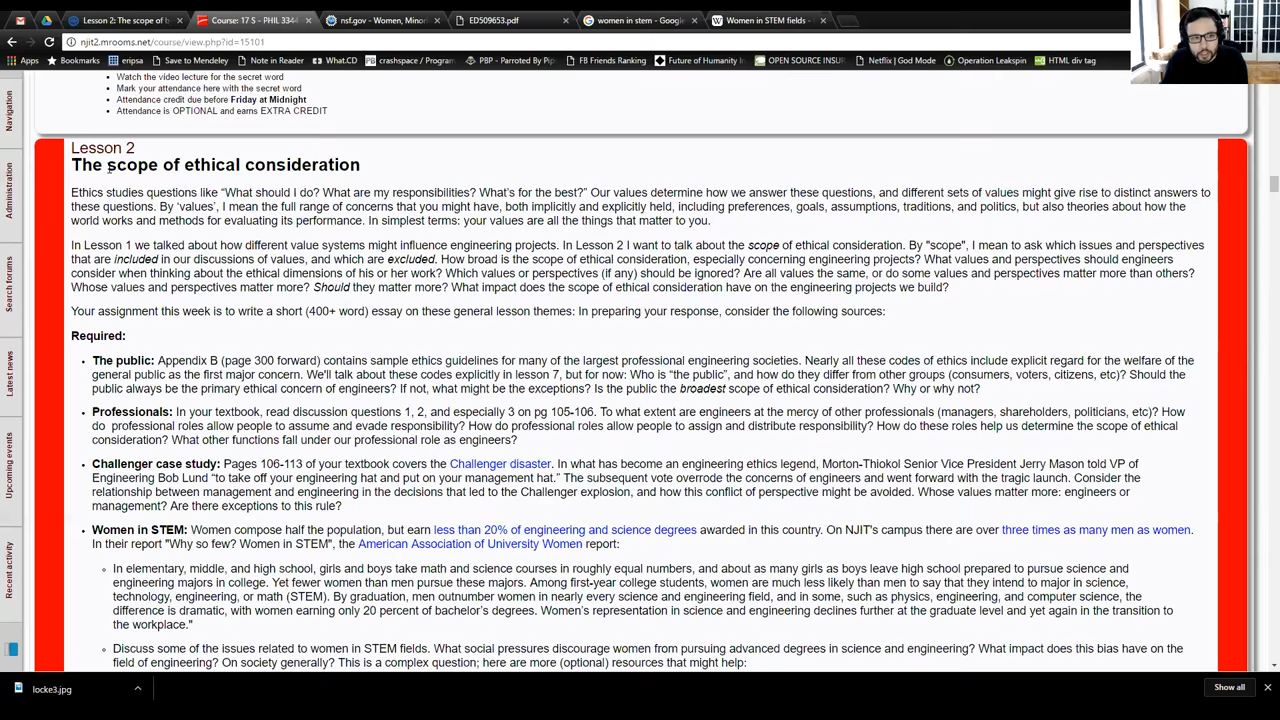 Lesson 2: The scope of b
Course: 17 S - PHIL 3344
nsf.gov - Women, Minori
ED509653.pdf
women in stem - Google
Women in STEM fields -
njit2.mrooms.net/course/view.php?id=15101
Apps Bookmarks eripsa Save to Mendeley Note in Reader What.CD crashspace / Program PBP - Parroted By Pip FB Friends Ranking Future of Humanity In OPEN SOURCE INSUR Netflix | God Mode Operation Leakspin HTML div tag
Navigation
Administration
Search forums
Latest news
Upcoming events
Recent activity
• Watch the video lecture for the secret word
• Mark your attendance here with the secret word
• Attendance credit due before Friday at Midnight
• Attendance is OPTIONAL and earns EXTRA CREDIT
Lesson 2
The scope of ethical consideration
Ethics studies questions like "What should I do? What are my responsibilities? What's for the best?" Our values determine how we answer these questions, and different sets of values might give rise to distinct answers to
these questions. By 'values', I mean the full range of concerns that you might have, both implicitly and explicitly held, including preferences, goals, assumptions, traditions, and politics, but also theories about how the
world works and methods for evaluating its performance. In simplest terms: your values are all the things that matter to you.
In Lesson 1 we talked about how different value systems might influence engineering projects. In Lesson 2 I want to talk about the scope of ethical consideration. By "scope", I mean to ask which issues and perspectives
that are included in our discussions of values, and which are excluded. How broad is the scope of ethical consideration, especially concerning engineering projects? What values and perspectives should engineers
consider when thinking about the ethical dimensions of his or her work? Which values or perspectives (if any) should be ignored? Are all values the same, or do some values and perspectives matter more than others?
Whose values and perspectives matter more? Should they matter more? What impact does the scope of ethical consideration have on the engineering projects we build?
Your assignment this week is to write a short (400+ word) essay on these general lesson themes: In preparing your response, consider the following sources:
Required:
• The public: Appendix B (page 300 forward) contains sample ethics guidelines for many of the largest professional engineering societies. Nearly all these codes of ethics include explicit regard for the welfare of the
general public as the first major concern. We'll talk about these codes explicitly in lesson 7, but for now: Who is "the public", and how do they differ from other groups (consumers, voters, citizens, etc)? Should the
public always be the primary ethical concern of engineers? If not, what might be the exceptions? Is the public the broadest scope of ethical consideration? Why or why not?
• Professionals: In your textbook, read discussion questions 1, 2, and especially 3 on pg 105-106. To what extent are engineers at the mercy of other professionals (managers, shareholders, politicians, etc)? How
do professional roles allow people to assume and evade responsibility? How do professional roles allow people to assign and distribute responsibility? How do these roles help us determine the scope of ethical
consideration? What other functions fall under our professional role as engineers?
• Challenger case study: Pages 106-113 of your textbook covers the Challenger disaster. In what has become an engineering ethics legend, Morton-Thiokol Senior Vice President Jerry Mason told VP of
Engineering Bob Lund "to take off your engineering hat and put on your management hat." The subsequent vote overrode the concerns of engineers and went forward with the tragic launch. Consider the
relationship between management and engineering in the decisions that led to the Challenger explosion, and how this conflict of perspective might be avoided. Whose values matter more: engineers or
management? Are there exceptions to this rule?
• Women in STEM: Women compose half the population, but earn less than 20% of engineering and science degrees awarded in this country. On NJIT's campus there are over three times as many men as women.
In their report "Why so few? Women in STEM", the American Association of University Women report:
◦ In elementary, middle, and high school, girls and boys take math and science courses in roughly equal numbers, and about as many girls as boys leave high school prepared to pursue science and
engineering majors in college. Yet fewer women than men pursue these majors. Among first-year college students, women are much less likely than men to say that they intend to major in science,
technology, engineering, or math (STEM). By graduation, men outnumber women in nearly every science and engineering field, and in some, such as physics, engineering, and computer science, the
difference is dramatic, with women earning only 20 percent of bachelor's degrees. Women's representation in science and engineering declines further at the graduate level and yet again in the transition to
the workplace."
◦ Discuss some of the issues related to women in STEM fields. What social pressures discourage women from pursuing advanced degrees in science and engineering? What impact does this bias have on the
field of engineering? On society generally? This is a complex question; here are more (optional) resources that might help:
locke3.jpg
Show all